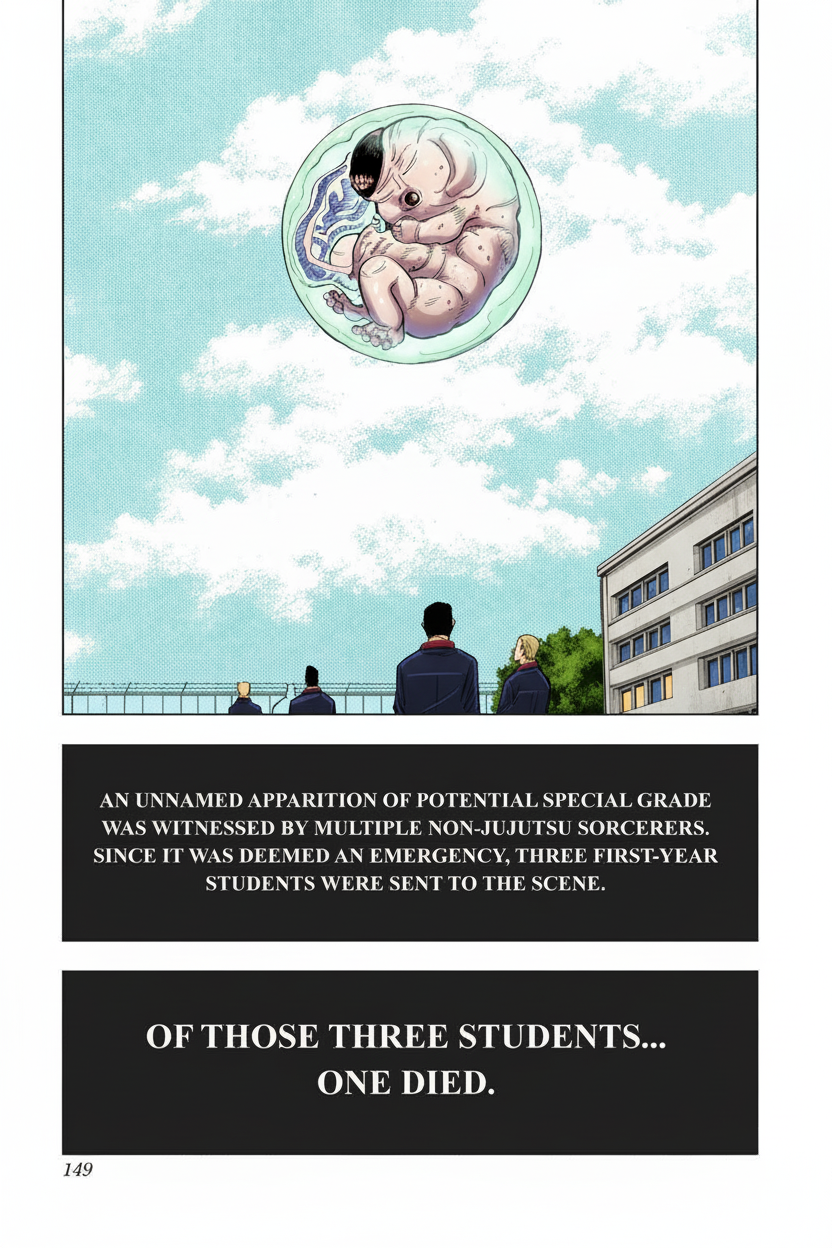 AN UNNAMED APPARITION OF POTENTIAL SPECIAL GRADE
WAS WITNESSED BY MULTIPLE NON-JUJUTSU SORCERERS.
SINCE IT WAS DEEMED AN EMERGENCY, THREE FIRST-YEAR
STUDENTS WERE SENT TO THE SCENE.
OF THOSE THREE STUDENTS...
ONE DIED.
149